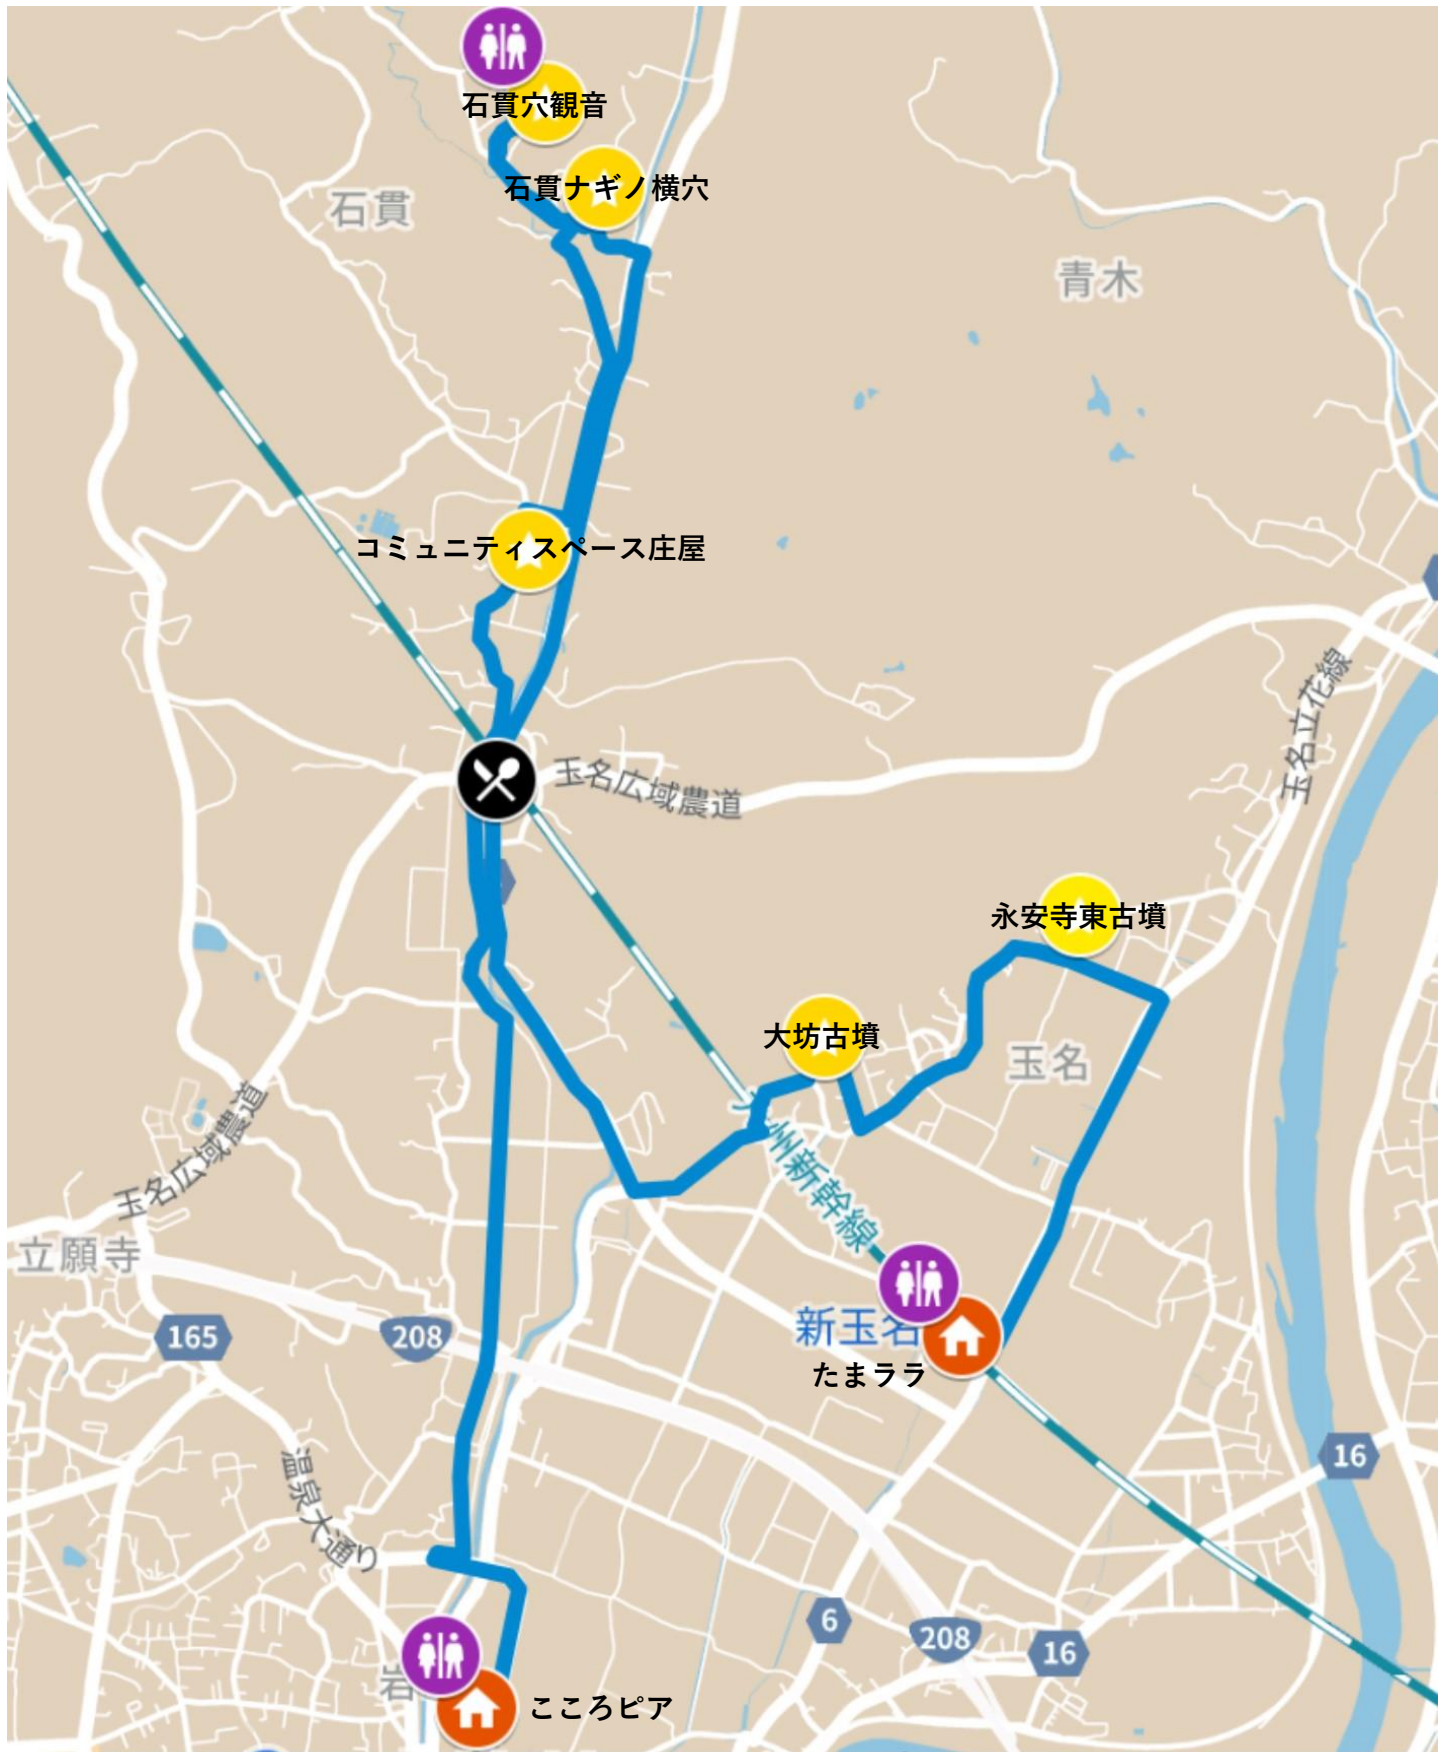 石貫穴観音
石貫ナギノ横穴
石貫
青木
コミュニティスペース庄屋
玉名立花線
玉名広域農道
永安寺東古墳
大坊古墳
玉名
九州新幹線
玉名広域農道
立願寺
165
208
新玉名
たまララ
温泉大通り
16
6
208
16
岩
こころピア